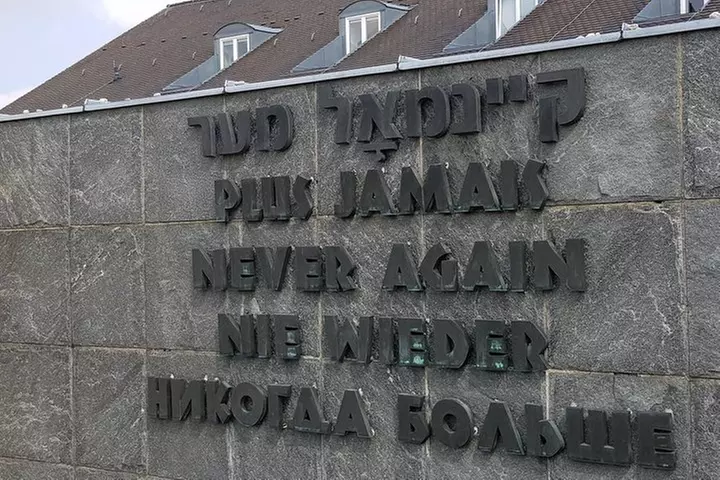 קיינמאָל מער
PLUS JAMAIS
NEVER AGAIN
NIE WIEDER
НИКОГДА БОЛЬШЕ